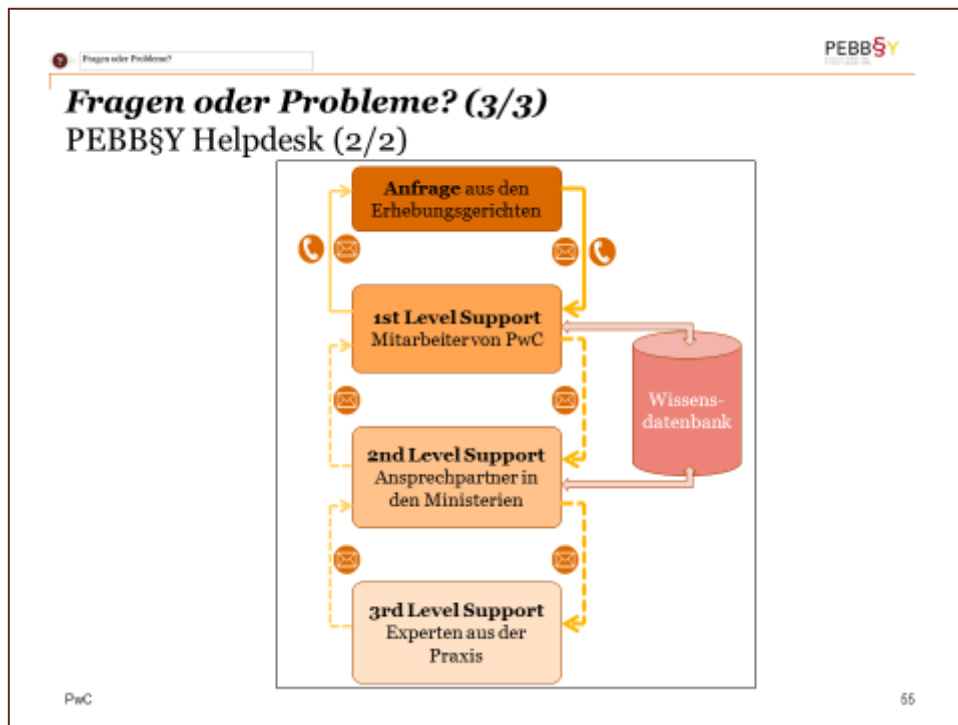 Fragen oder Probleme?
PEBB§Y
Fragen oder Probleme? (3/3)
PEBB§Y Helpdesk (2/2)
Anfrage aus den
Erhebungsgerichten
1st Level Support
Mitarbeiter von PwC
Wissens-
datenbank
2nd Level Support
Ansprechpartner in
den Ministerien
3rd Level Support
Experten aus der
Praxis
PwC
55